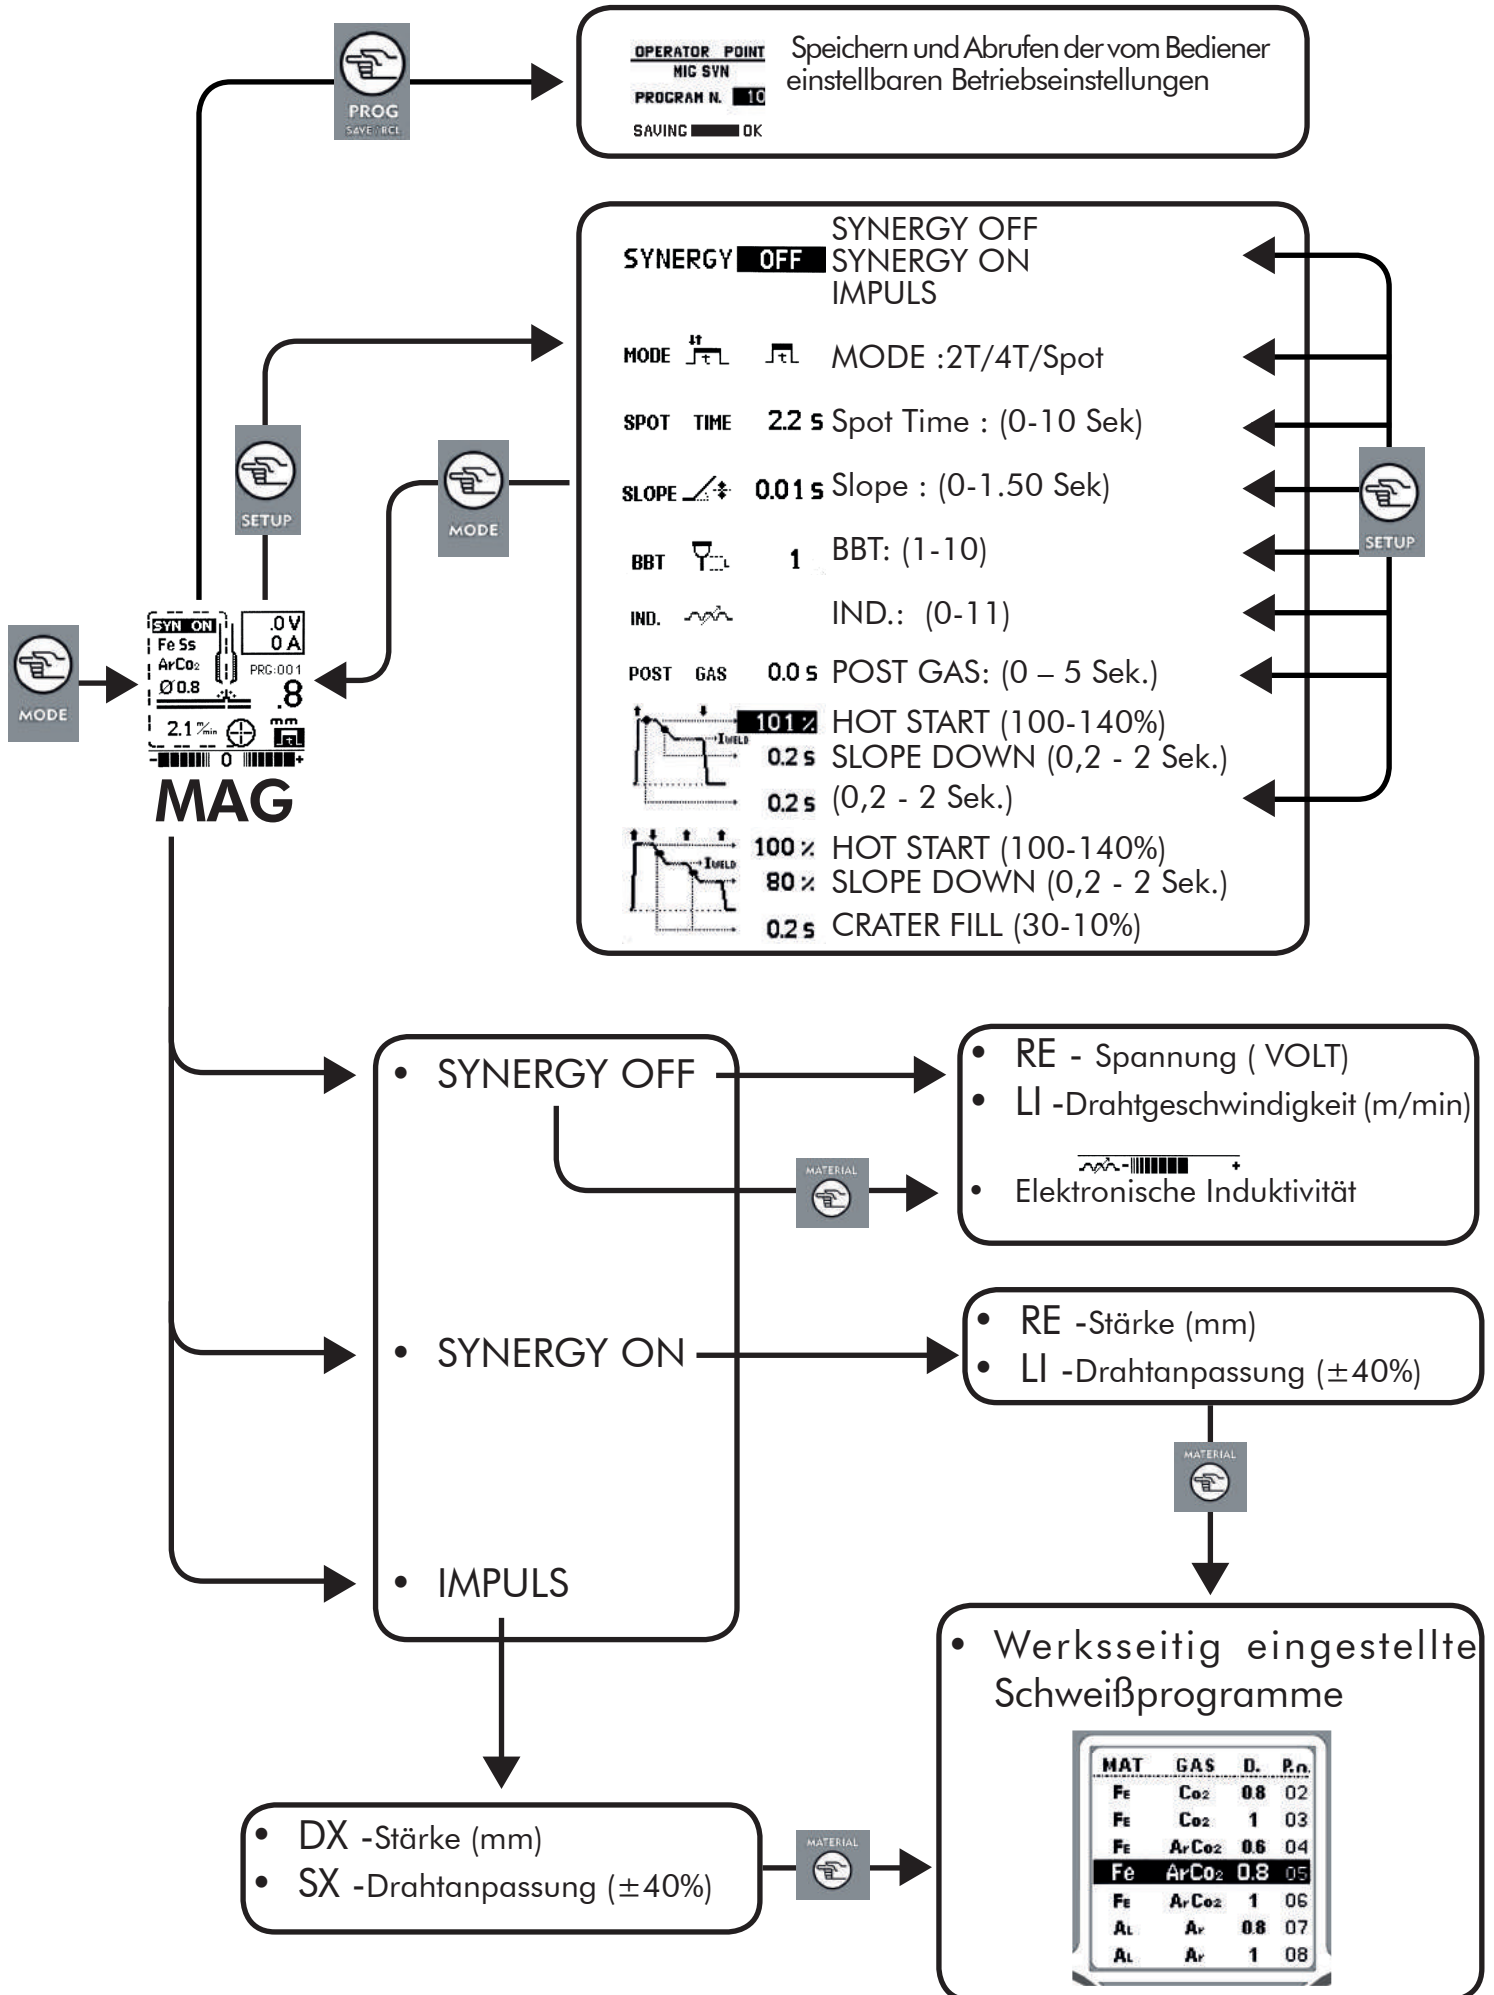 PROG
SAVE / RCL
OPERATOR POINT
MIG SYN
PROGRAM N. 10
SAVING OK
Speichern und Abrufen der vom Bediener
einstellbaren Betriebseinstellungen
SYNERGY OFF
SYNERGY OFF
SYNERGY ON
IMPULS
MODE t t MODE :2T/4T/Spot
SPOT TIME 2.2 s Spot Time : (0-10 Sek)
SLOPE 0.01 s Slope : (0-1.50 Sek)
BBT L 1 BBT: (1-10)
IND. IND.: (0-11)
POST GAS 0.0 s POST GAS: (0 – 5 Sek.)
IWELD
101 % HOT START (100-140%)
0.2 s SLOPE DOWN (0,2 - 2 Sek.)
0.2 s (0,2 - 2 Sek.)
IWELD
100 % HOT START (100-140%)
80 % SLOPE DOWN (0,2 - 2 Sek.)
0.2 s CRATER FILL (30-10%)
SETUP
MODE
SETUP
MODE
SYN ON .0 V
Fe Ss 0 A
ArCo2 PRG:001
Ø 0.8 .8
2.1 m/min
- 0 +
MAG
• SYNERGY OFF
• RE - Spannung ( VOLT)
• LI -Drahtgeschwindigkeit (m/min)
- +
• Elektronische Induktivität
MATERIAL
• SYNERGY ON
• RE -Stärke (mm)
• LI -Drahtanpassung (±40%)
MATERIAL
• IMPULS
• DX -Stärke (mm)
• SX -Drahtanpassung (±40%)
MATERIAL
• Werksseitig eingestellte
Schweißprogramme
MAT GAS D. P.n.
FE Co2 0.8 02
FE Co2 1 03
FE ArCo2 0.6 04
Fe ArCo2 0.8 05
FE ArCo2 1 06
AL Ar 0.8 07
AL Ar 1 08